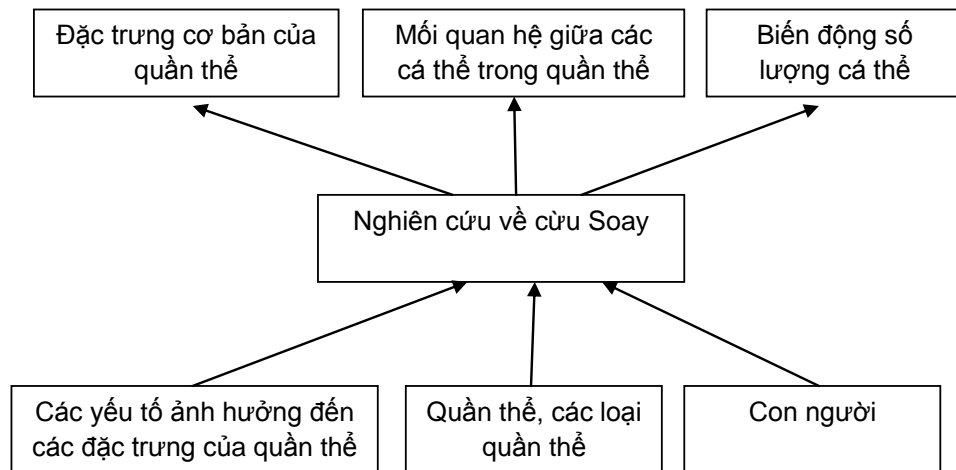 Đặc trưng cơ bản của
quần thể
Mối quan hệ giữa các
cá thể trong quần thể
Biến động số
lượng cá thể
Nghiên cứu về cừu Soay
Các yếu tố ảnh hưởng đến
các đặc trưng của quần thể
Quần thể, các loại
quần thể
Con người